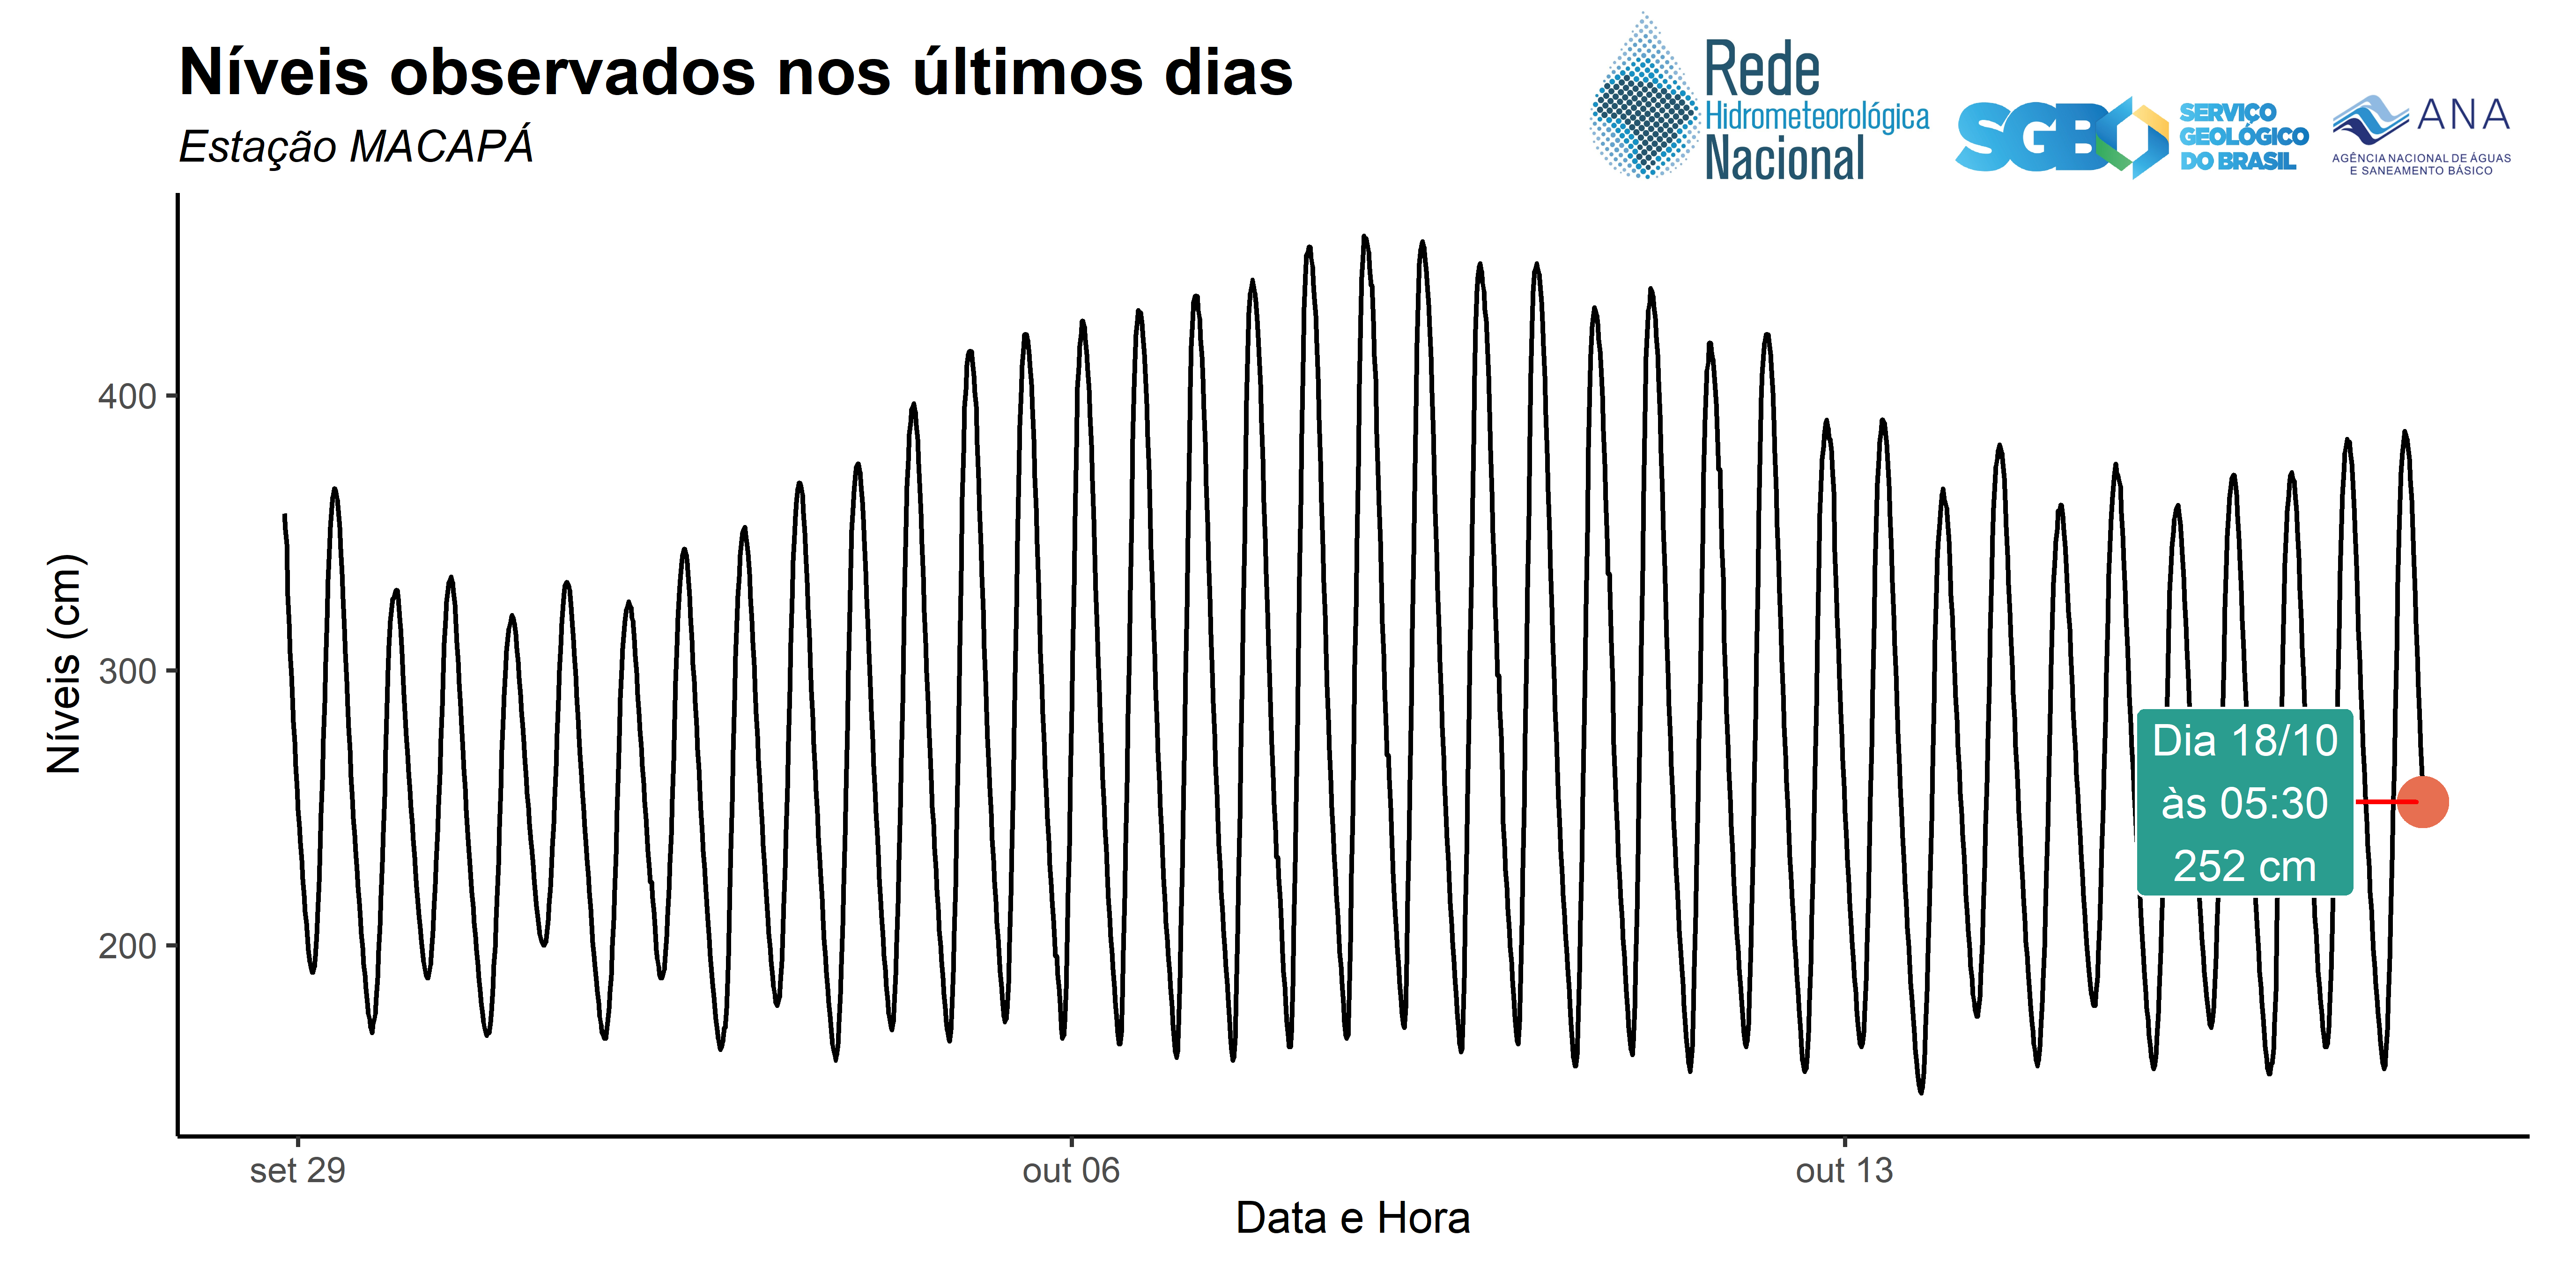 Níveis observados nos últimos dias
Estação MACAPÁ
Rede
Hidrometeorológica
Nacional
SGB
SERVIÇO
GEOLÓGICO
DO BRASIL
ANA
AGÊNCIA NACIONAL DE ÁGUAS
E SANEAMENTO BÁSICO
Níveis (cm)
400
300
200
Dia 18/10
às 05:30
252 cm
set 29
out 06
out 13
Data e Hora